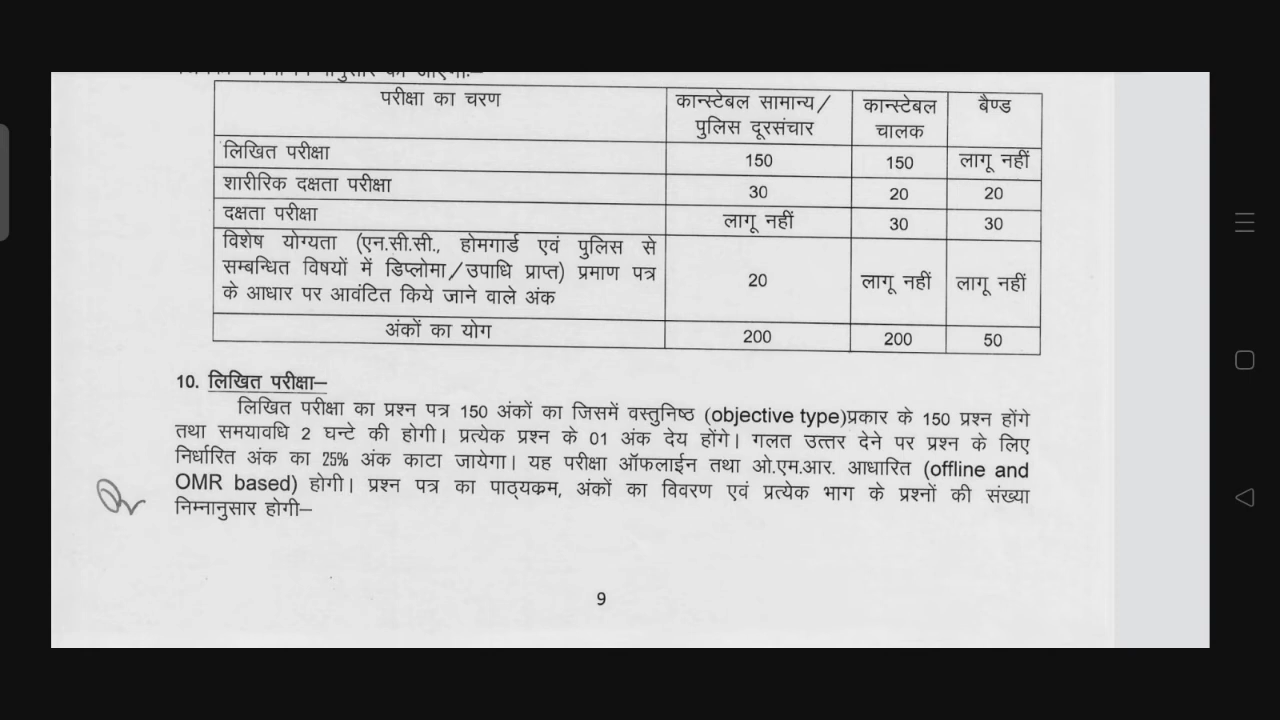 परीक्षा का चरण
कान्स्टेबल सामान्य/
पुलिस दूरसंचार
कान्स्टेबल
चालक
बैण्ड
लिखित परीक्षा
150
150
लागू नहीं
शारीरिक दक्षता परीक्षा
30
20
20
दक्षता परीक्षा
लागू नहीं
30
30
विशेष योग्यता (एन.सी.सी., होमगार्ड एवं पुलिस से
सम्बन्धित विषयों में डिप्लोमा/उपाधि प्राप्त) प्रमाण पत्र
के आधार पर आवंटित किये जाने वाले अंक
20
लागू नहीं
लागू नहीं
अंकों का योग
200
200
50
10. लिखित परीक्षा–
लिखित परीक्षा का प्रश्न पत्र 150 अंकों का जिसमें वस्तुनिष्ठ (objective type)प्रकार के 150 प्रश्न होंगे
तथा समयावधि 2 घन्टे की होगी। प्रत्येक प्रश्न के 01 अंक देय होंगे। गलत उत्तर देने पर प्रश्न के लिए
निर्धारित अंक का 25% अंक काटा जायेगा। यह परीक्षा ऑफलाईन तथा ओ.एम.आर. आधारित (offline and
OMR based) होगी। प्रश्न पत्र का पाठ्यक्रम, अंकों का विवरण एवं प्रत्येक भाग के प्रश्नों की संख्या
निम्नानुसार होगी–
9